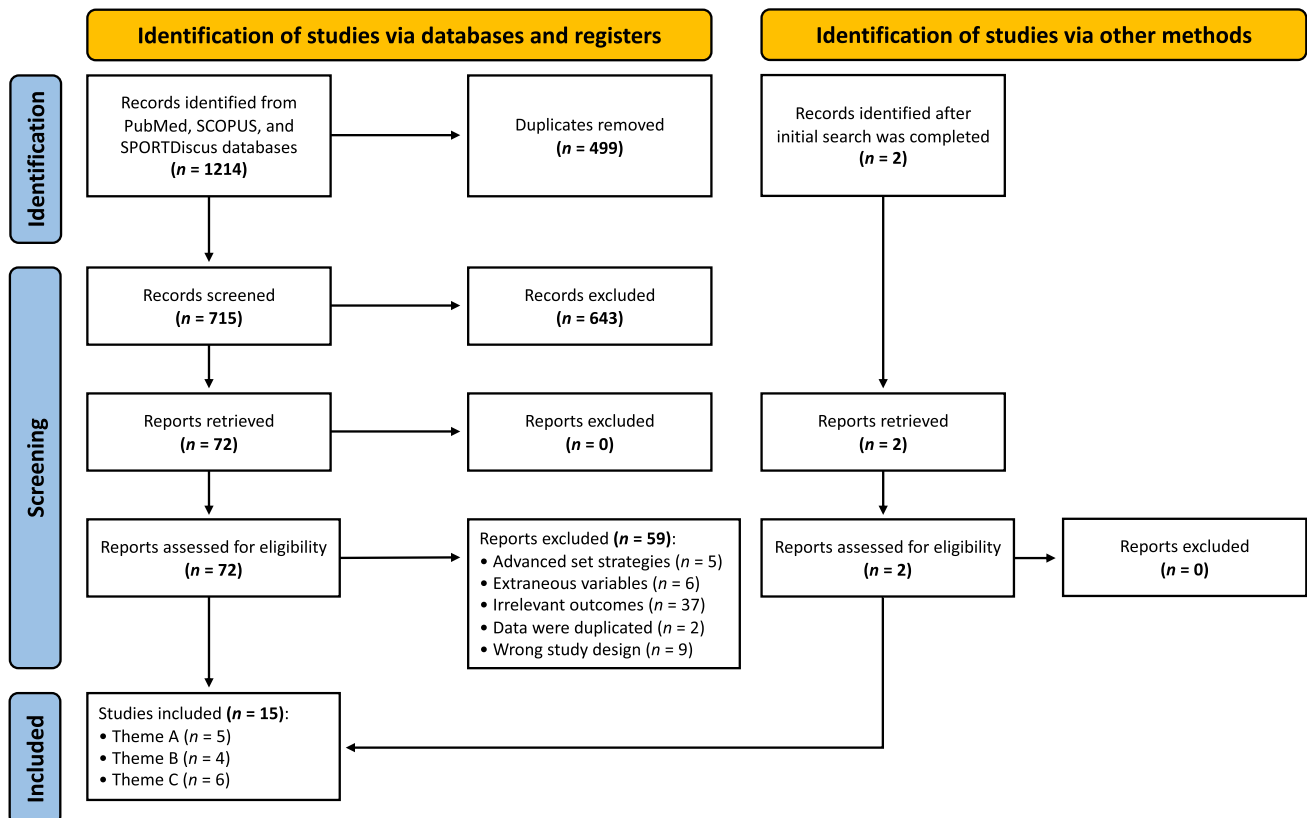 Identification of studies via databases and registers
Identification of studies via other methods
Identification
Records identified from
PubMed, SCOPUS, and
SPORTDiscus databases
(n = 1214)
Duplicates removed
(n = 499)
Records identified after
initial search was completed
(n = 2)
Screening
Records screened
(n = 715)
Records excluded
(n = 643)
Reports retrieved
(n = 72)
Reports excluded
(n = 0)
Reports retrieved
(n = 2)
Reports assessed for eligibility
(n = 72)
Reports excluded (n = 59):
• Advanced set strategies (n = 5)
• Extraneous variables (n = 6)
• Irrelevant outcomes (n = 37)
• Data were duplicated (n = 2)
• Wrong study design (n = 9)
Reports assessed for eligibility
(n = 2)
Reports excluded
(n = 0)
Included
Studies included (n = 15):
• Theme A (n = 5)
• Theme B (n = 4)
• Theme C (n = 6)